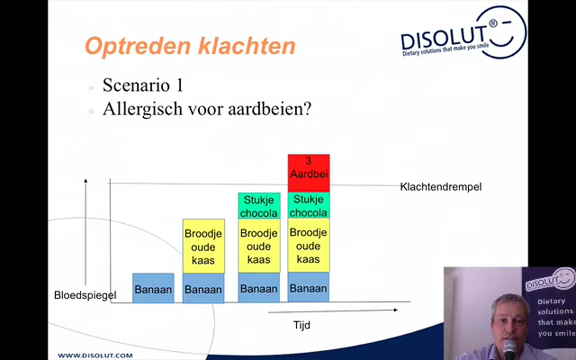 Optreden klachten
DISOLUT®
Dietary solutions that make you smile
Scenario 1
Allergisch voor aardbeien?
3
Aardbei
Klachtendrempel
Stukje
chocola
Stukje
chocola
Broodje
oude
kaas
Broodje
oude
kaas
Broodje
oude
kaas
Banaan
Banaan
Banaan
Banaan
Bloedspiegel
Tijd
WWW.DISOLUT.COM
DISOLUT
Dietary
solutions
that make
you smile